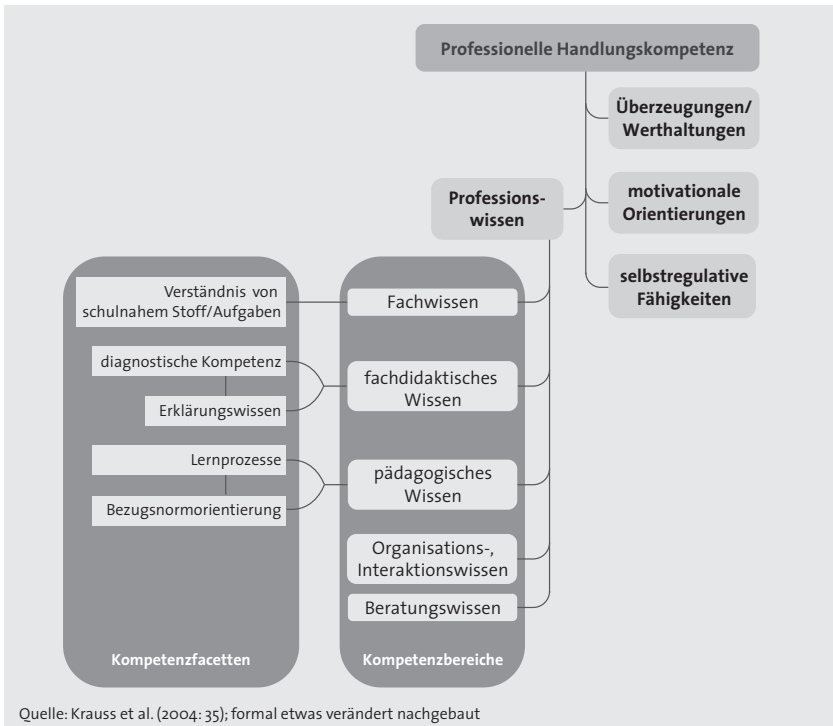 Professionelle Handlungskompetenz
Überzeugungen/
Werthaltungen
motivationale
Orientierungen
selbstregulative
Fähigkeiten
Professions-
wissen
Verständnis von
schulnahem Stoff/Aufgaben
Fachwissen
diagnostische Kompetenz
Erklärungswissen
fachdidaktisches
Wissen
Lernprozesse
Bezugsnormorientierung
pädagogisches
Wissen
Organisations-,
Interaktionswissen
Beratungswissen
Kompetenzfacetten
Kompetenzbereiche
Quelle: Krauss et al. (2004: 35); formal etwas verändert nachgebaut